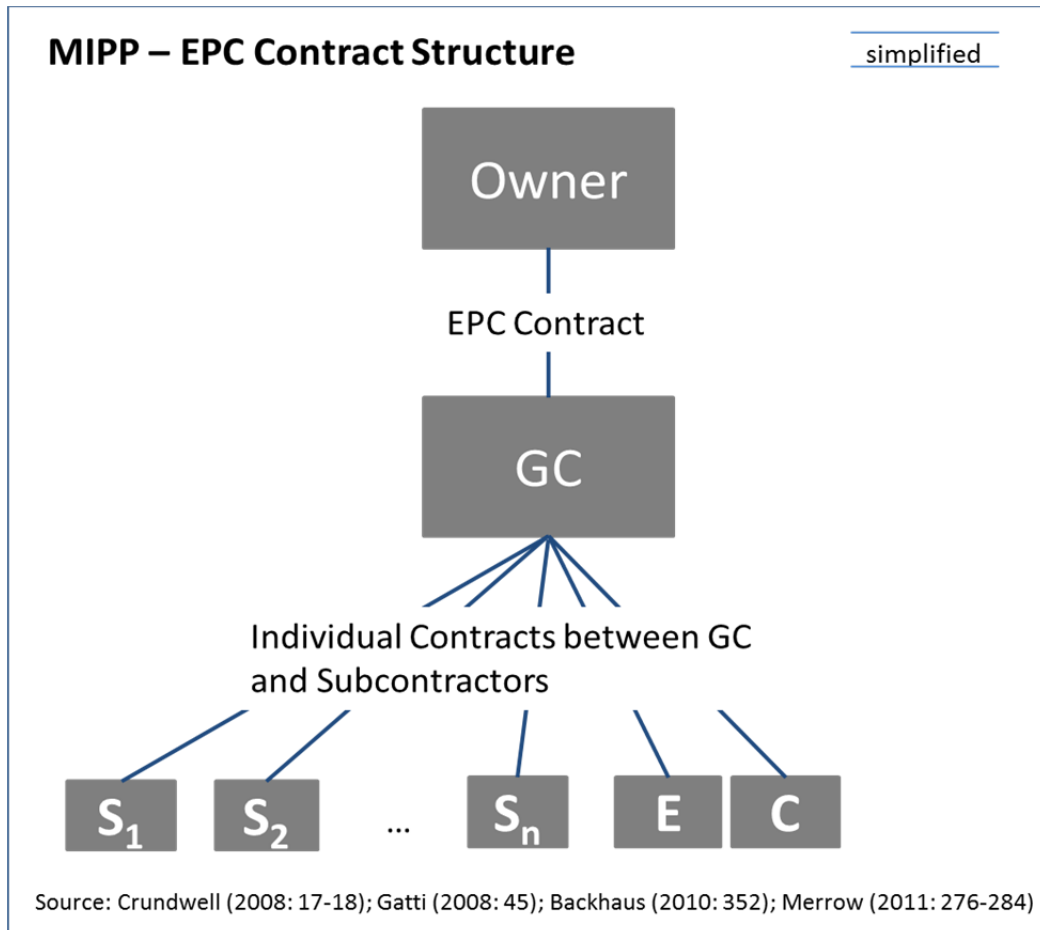 MIPP – EPC Contract Structure
simplified
Owner
EPC Contract
GC
Individual Contracts between GC
and Subcontractors
S₁ S₂ ... Sₙ E C
Source: Crundwell (2008: 17-18); Gatti (2008: 45); Backhaus (2010: 352); Merrow (2011: 276-284)